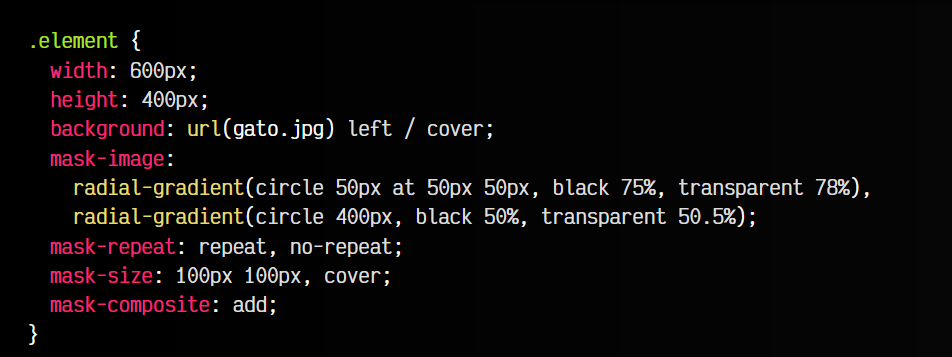 .element {
  width: 600px;
  height: 400px;
  background: url(gato.jpg) left / cover;
  mask-image:
    radial-gradient(circle 50px at 50px 50px, black 75%, transparent 78%),
    radial-gradient(circle 400px, black 50%, transparent 50.5%);
  mask-repeat: repeat, no-repeat;
  mask-size: 100px 100px, cover;
  mask-composite: add;
}